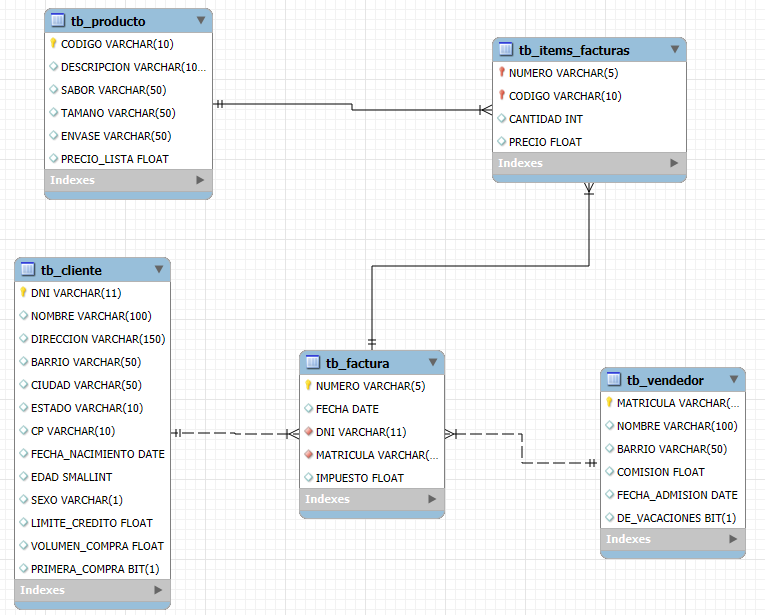 tb_producto
CODIGO VARCHAR(10)
DESCRIPCION VARCHAR(10...
SABOR VARCHAR(50)
TAMANO VARCHAR(50)
ENVASE VARCHAR(50)
PRECIO_LISTA FLOAT
Indexes
tb_items_facturas
NUMERO VARCHAR(5)
CODIGO VARCHAR(10)
CANTIDAD INT
PRECIO FLOAT
Indexes
tb_cliente
DNI VARCHAR(11)
NOMBRE VARCHAR(100)
DIRECCION VARCHAR(150)
BARRIO VARCHAR(50)
CIUDAD VARCHAR(50)
ESTADO VARCHAR(10)
CP VARCHAR(10)
FECHA_NACIMIENTO DATE
EDAD SMALLINT
SEXO VARCHAR(1)
LIMITE_CREDITO FLOAT
VOLUMEN_COMPRA FLOAT
PRIMERA_COMPRA BIT(1)
Indexes
tb_factura
NUMERO VARCHAR(5)
FECHA DATE
DNI VARCHAR(11)
MATRICULA VARCHAR(...
IMPUESTO FLOAT
Indexes
tb_vendedor
MATRICULA VARCHAR(...
NOMBRE VARCHAR(100)
BARRIO VARCHAR(50)
COMISION FLOAT
FECHA_ADMISION DATE
DE_VACACIONES BIT(1)
Indexes